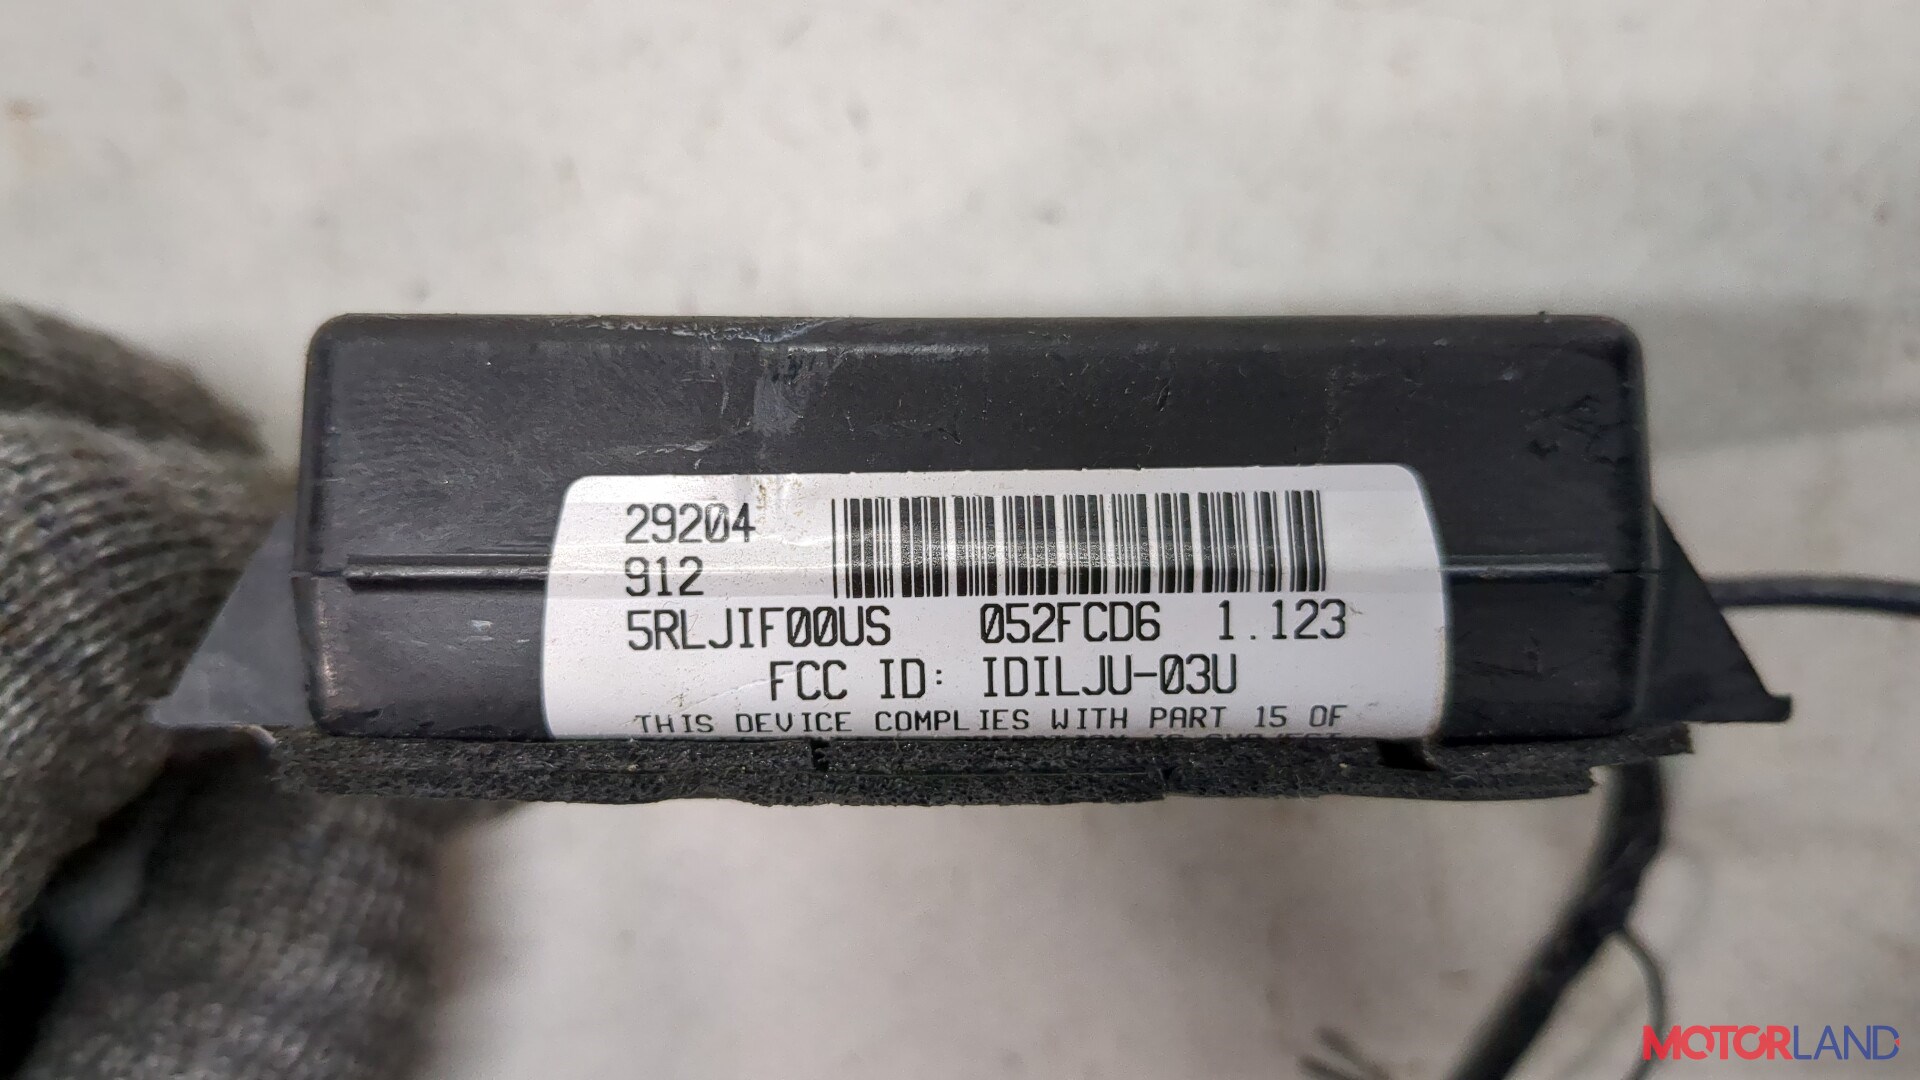 29204
912
5RLJIF00US 052FCD6 1.123
FCC ID: IDILJU-03U
THIS DEVICE COMPLIES WITH PART 15 OF
MOTORLAND